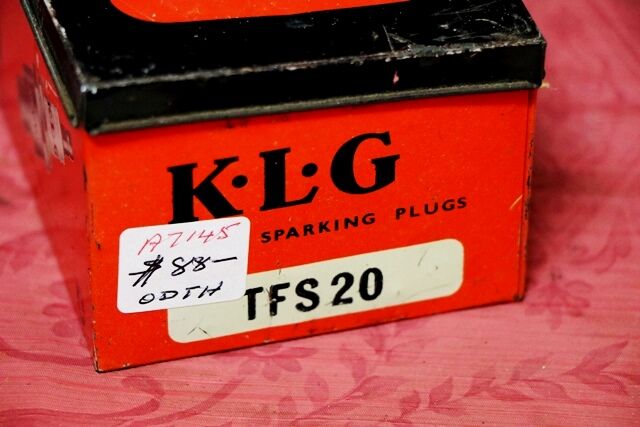 K·L·G
SPARKING PLUGS
A7145
$88-
ODTH
TFS20